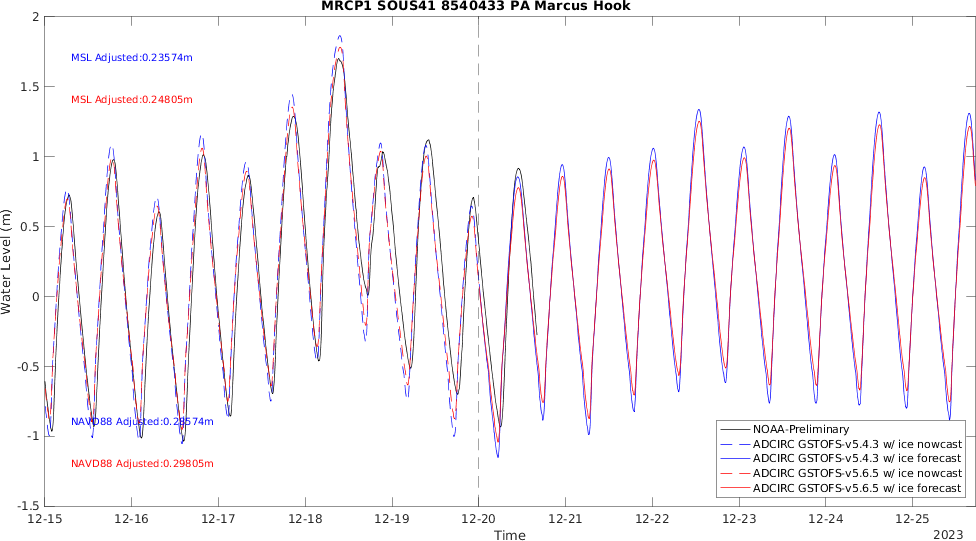 MRCP1 SOUS41 8540433 PA Marcus Hook
2
1.5
1
0.5
0
-0.5
-1
-1.5
Water Level (m)
MSL Adjusted:0.23574m
MSL Adjusted:0.24805m
NAVD88 Adjusted:0.28574m
NAVD88 Adjusted:0.29805m
NOAA-Preliminary
ADCIRC GSTOFS-v5.4.3 w/ ice nowcast
ADCIRC GSTOFS-v5.4.3 w/ ice forecast
ADCIRC GSTOFS-v5.6.5 w/ ice nowcast
ADCIRC GSTOFS-v5.6.5 w/ ice forecast
12-15 12-16 12-17 12-18 12-19 12-20 12-21 12-22 12-23 12-24 12-25
Time
2023